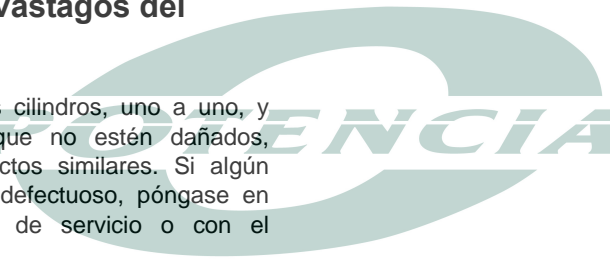 vástagos del
cilindros, uno a uno, y
que no estén dañados,
POTENCIA
ctos similares. Si algún
defectuoso, póngase en
de servicio o con el